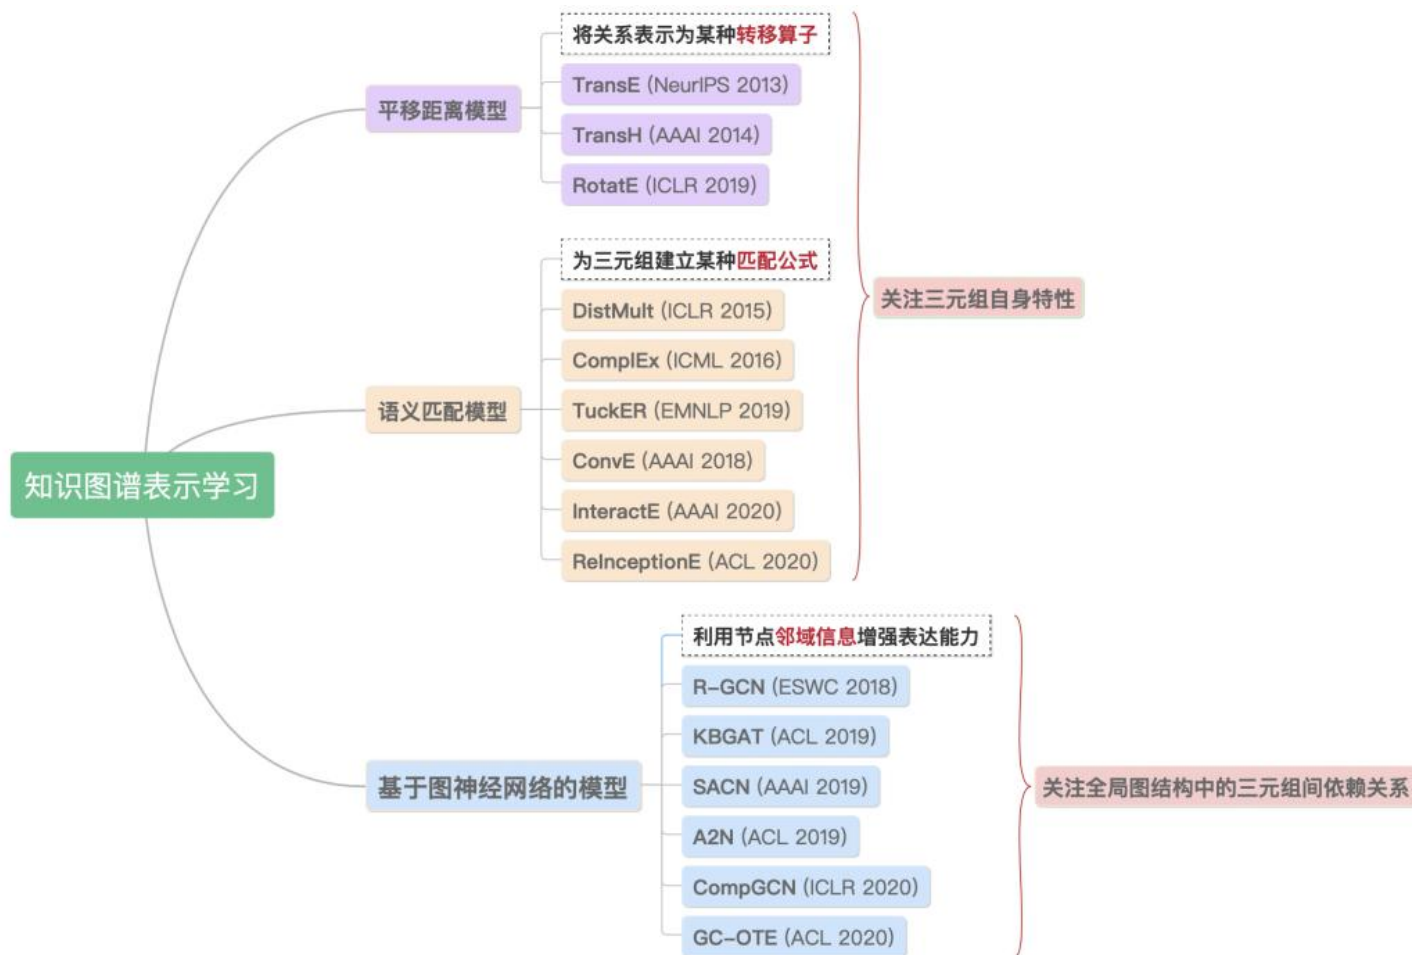 知识图谱表示学习
平移距离模型
将关系表示为某种转移算子
TransE (NeurIPS 2013)
TransH (AAAI 2014)
RotatE (ICLR 2019)
语义匹配模型
为三元组建立某种匹配公式
DistMult (ICLR 2015)
ComplEx (ICML 2016)
TuckER (EMNLP 2019)
ConvE (AAAI 2018)
InteractE (AAAI 2020)
ReInceptionE (ACL 2020)
关注三元组自身特性
基于图神经网络的模型
利用节点邻域信息增强表达能力
R-GCN (ESWC 2018)
KBGAT (ACL 2019)
SACN (AAAI 2019)
A2N (ACL 2019)
CompGCN (ICLR 2020)
GC-OTE (ACL 2020)
关注全局图结构中的三元组间依赖关系